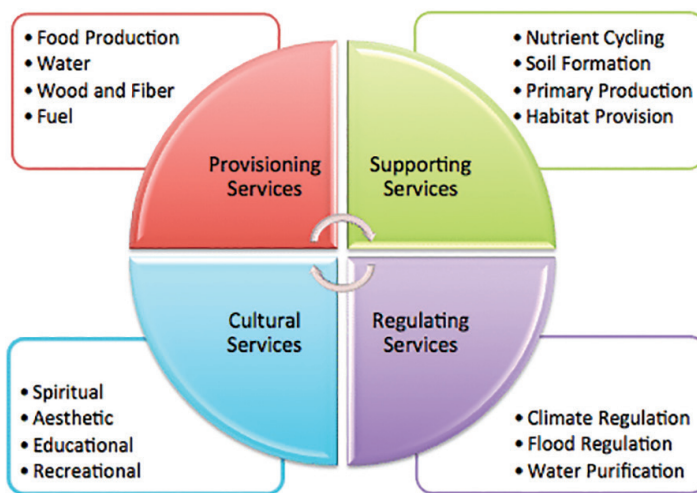 • Food Production
• Water
• Wood and Fiber
• Fuel
• Nutrient Cycling
• Soil Formation
• Primary Production
• Habitat Provision
Provisioning
Services
Supporting
Services
Cultural
Services
Regulating
Services
• Spiritual
• Aesthetic
• Educational
• Recreational
• Climate Regulation
• Flood Regulation
• Water Purification